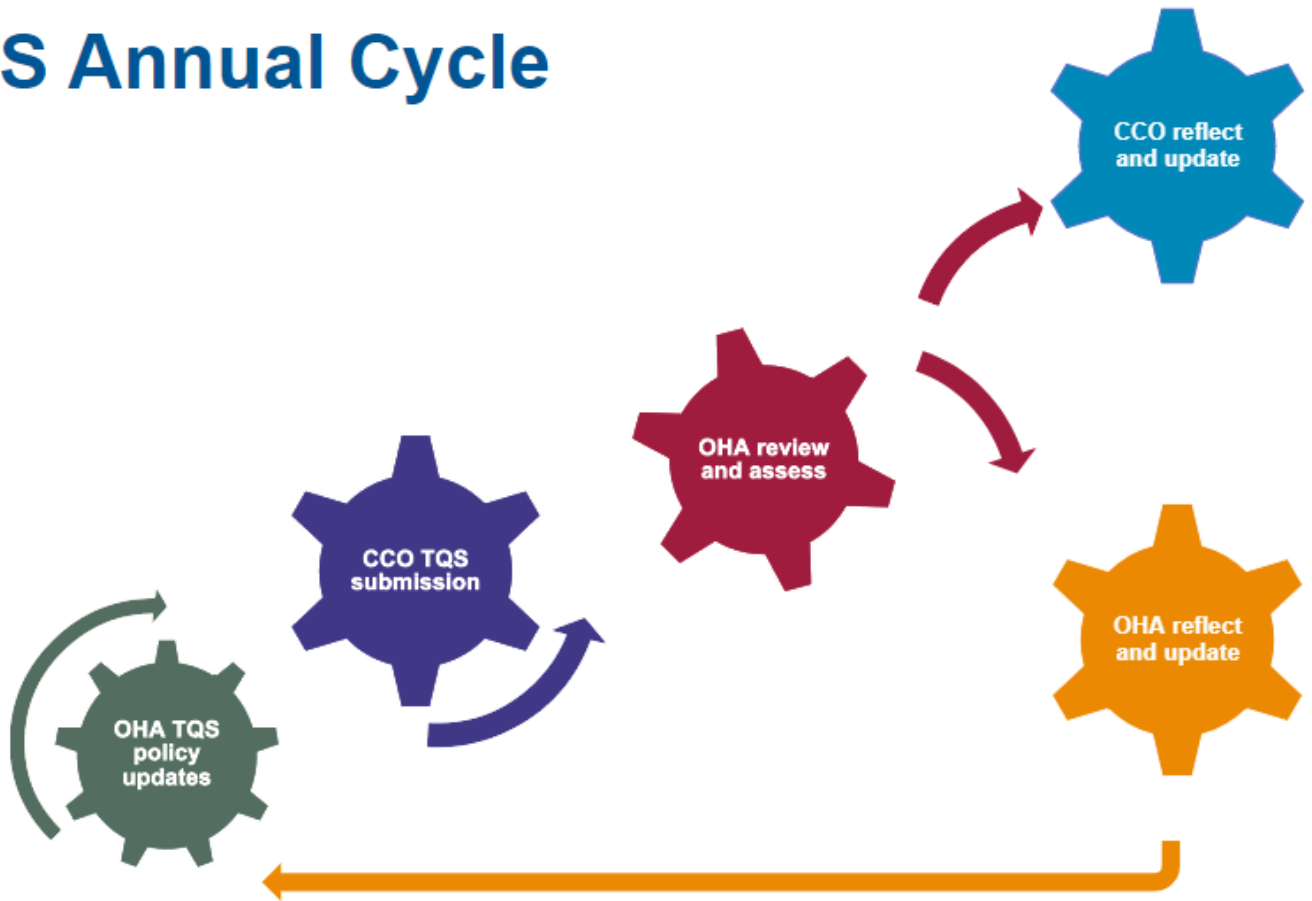 S Annual Cycle
CCO reflect
and update
OHA review
and assess
CCO TQS
submission
OHA reflect
and update
OHA TQS
policy
updates